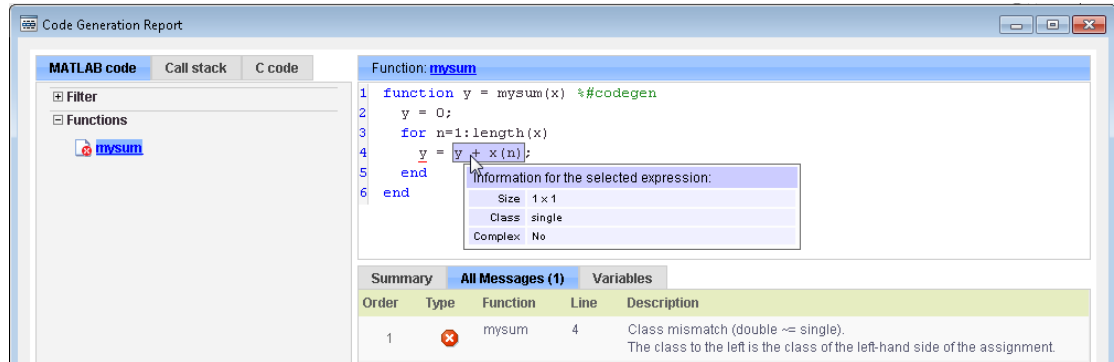 Code Generation Report
MATLAB code Call stack C code
Filter
Functions
mysum
Function: mysum
1 function y = mysum(x) %#codegen
2 y = 0;
3 for n=1:length(x)
4 y = y + x(n);
5 end
6 end
Information for the selected expression:
Size 1 × 1
Class single
Complex No
Summary All Messages (1) Variables
Order Type Function Line Description
1 mysum 4 Class mismatch (double ~= single).
The class to the left is the class of the left-hand side of the assignment.